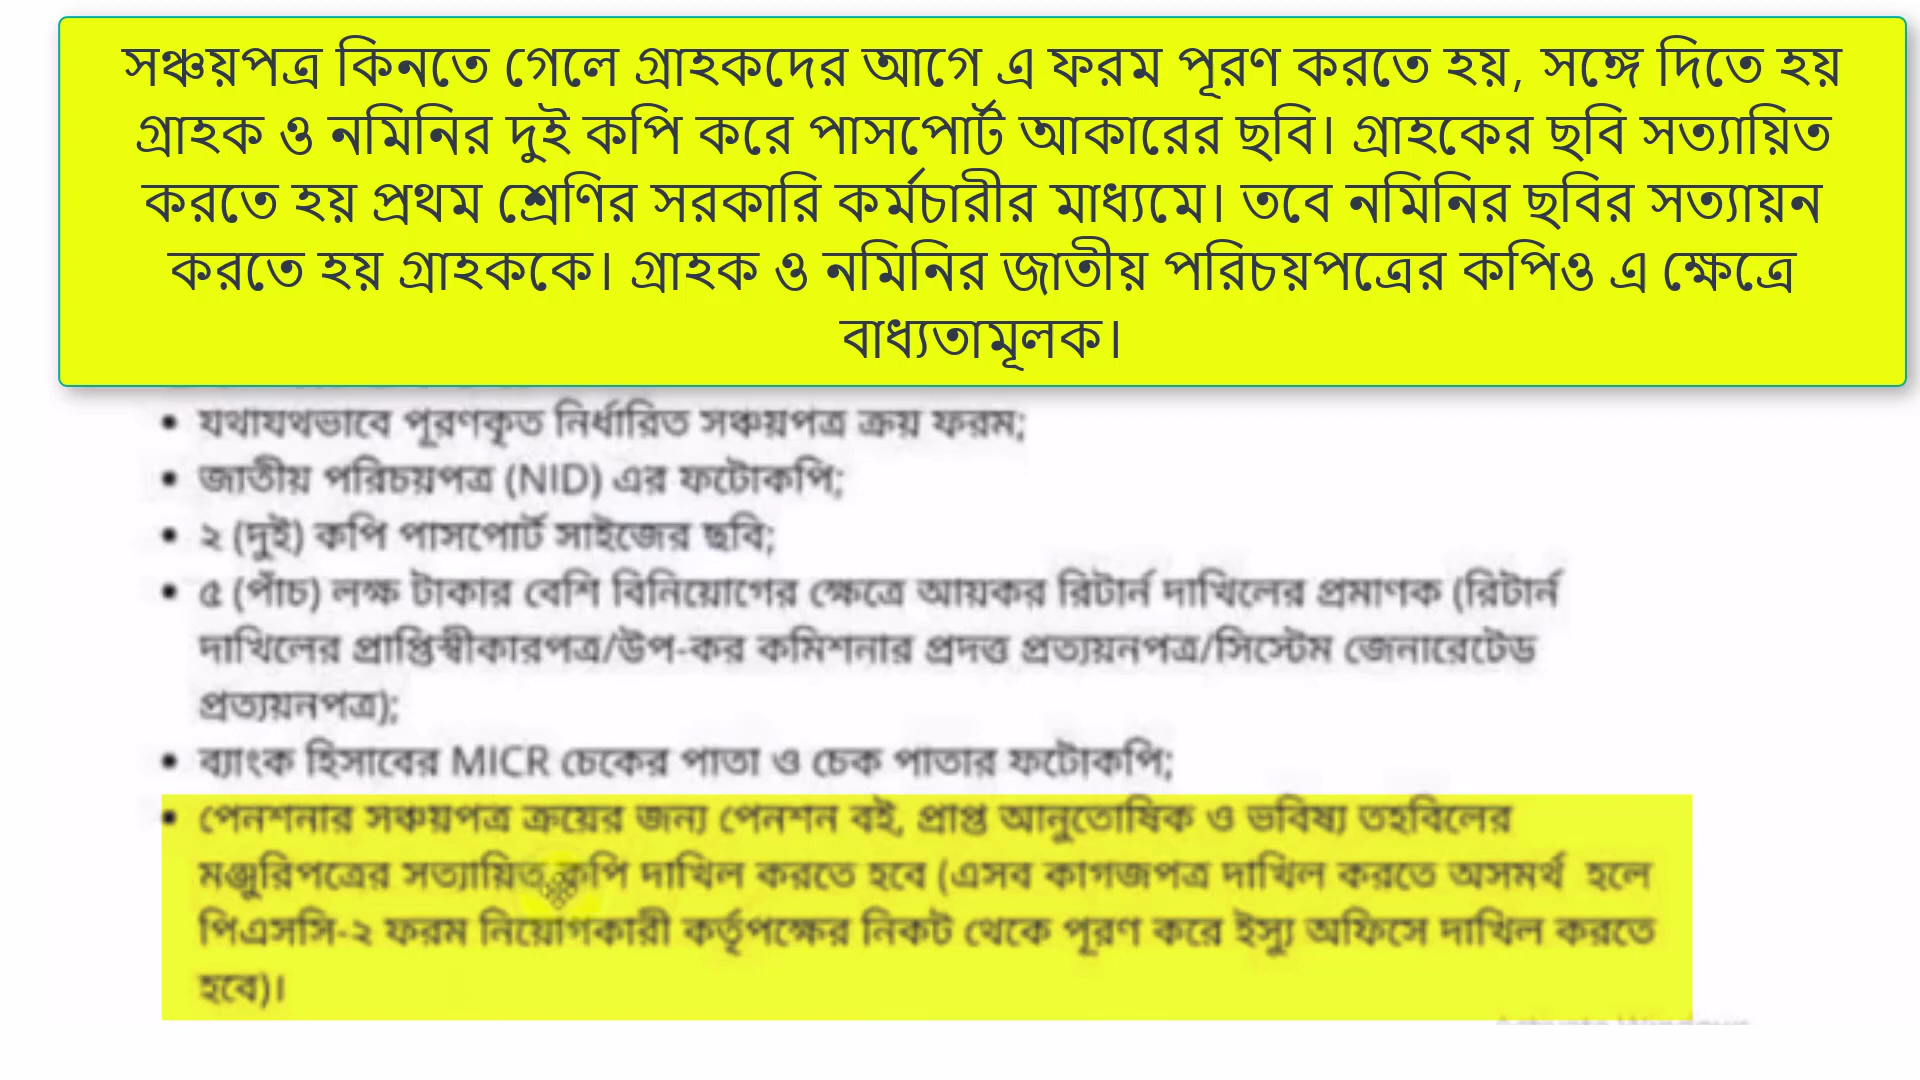 সঞ্চয়পত্র কিনতে গেলে গ্রাহকদের আগে এ ফরম পূরণ করতে হয়, সঙ্গে দিতে হয়
গ্রাহক ও নমিনির দুই কপি করে পাসপোর্ট আকারের ছবি। গ্রাহকের ছবি সত্যায়িত
করতে হয় প্রথম শ্রেণির সরকারি কর্মচারীর মাধ্যমে। তবে নমিনির ছবির সত্যায়ন
করতে হয় গ্রাহককে। গ্রাহক ও নমিনির জাতীয় পরিচয়পত্রের কপিও এ ক্ষেত্রে
বাধ্যতামূলক।
• যথাযথভাবে পূরণকৃত নির্ধারিত সঞ্চয়পত্র ক্রয় ফরম;
• জাতীয় পরিচয়পত্র (NID) এর ফটোকপি;
• ২ (দুই) কপি পাসপোর্ট সাইজের ছবি;
• ৫ (পাঁচ) লক্ষ টাকার বেশি বিনিয়োগের ক্ষেত্রে আয়কর রিটার্ন দাখিলের প্রমাণক (রিটার্ন
দাখিলের প্রাপ্তিস্বীকারপত্র/উপ-কর কমিশনার প্রদত্ত প্রত্যয়নপত্র/সিস্টেম জেনারেটেড
প্রত্যয়নপত্র);
• ব্যাংক হিসাবের MICR চেকের পাতা ও চেক পাতার ফটোকপি;
• পেনশনার সঞ্চয়পত্র ক্রয়ের জন্য পেনশন বই, প্রাপ্ত আনুতোষিক ও ভবিষ্য তহবিলের
মঞ্জুরিপত্রের সত্যায়িত কপি দাখিল করতে হবে (এসব কাগজপত্র দাখিল করতে অসমর্থ হলে
পিএসসি-২ ফরম নিয়োগকারী কর্তৃপক্ষের নিকট থেকে পূরণ করে ইস্যু অফিসে দাখিল করতে
হবে)।